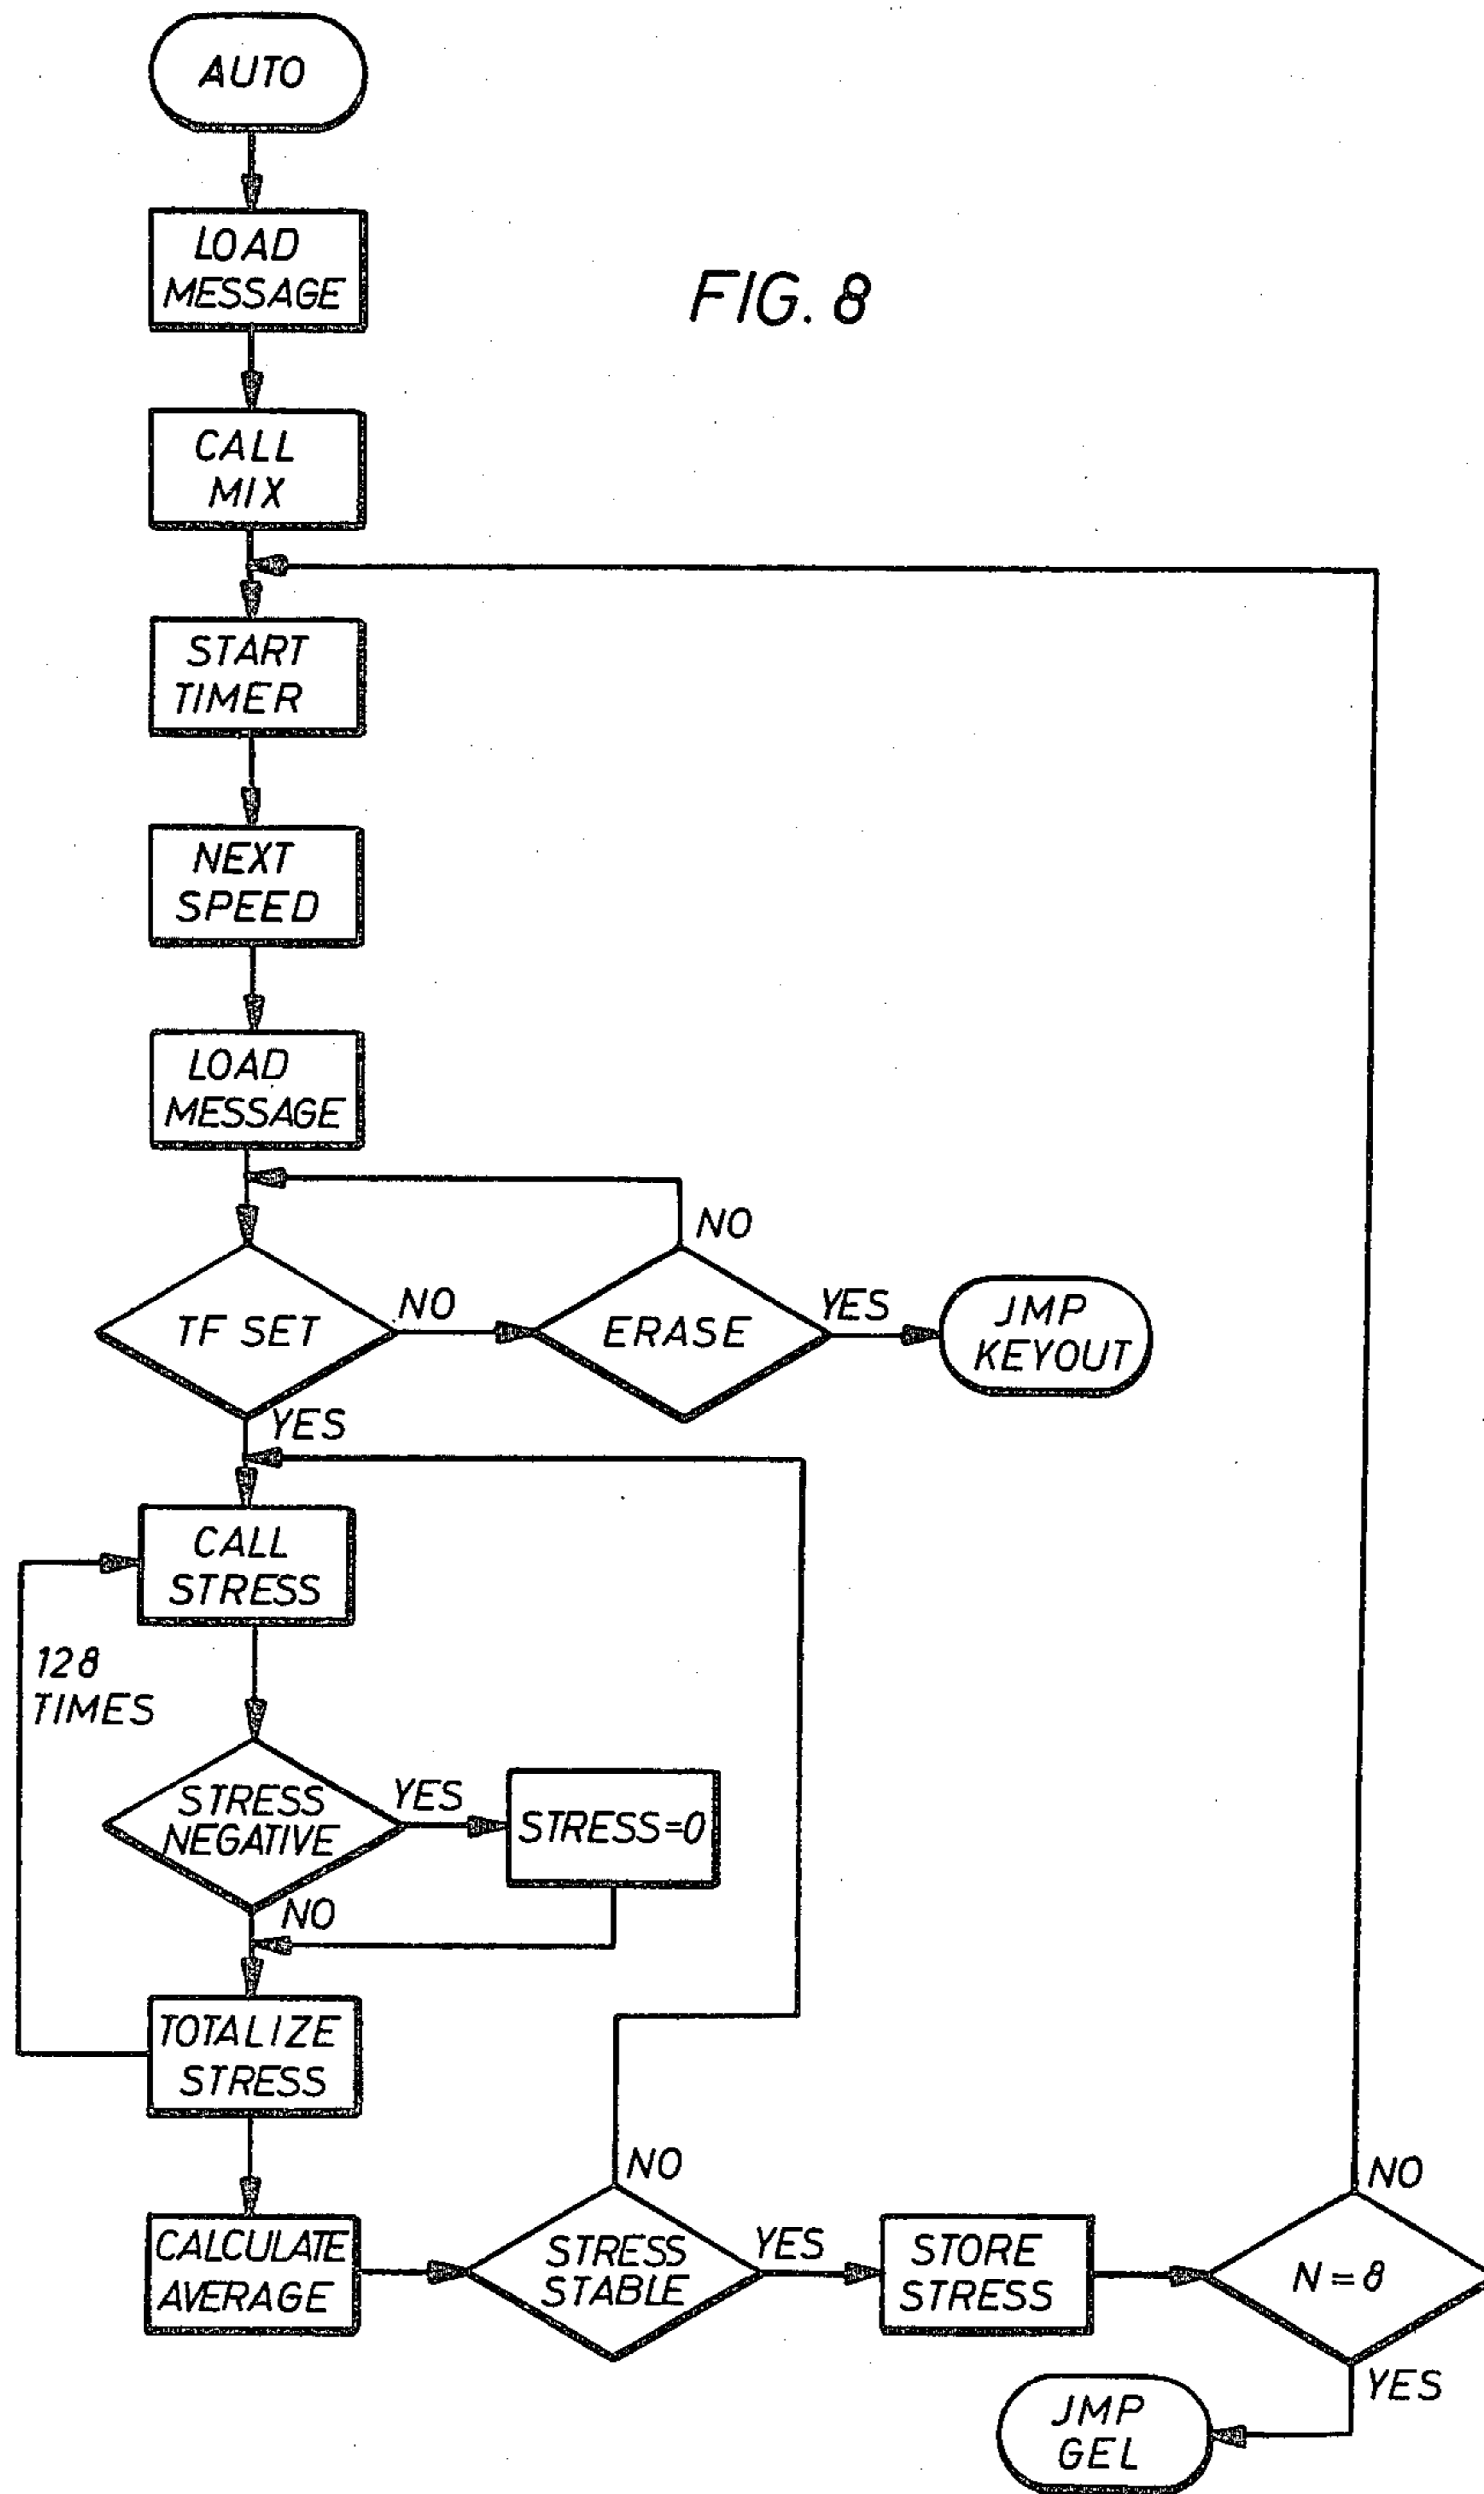 AUTO
LOAD
MESSAGE
FIG. 8
CALL
MIX
START
TIMER
NEXT
SPEED
LOAD
MESSAGE
NO
TF SET
NO
ERASE
YES
JMP
KEYOUT
YES
CALL
STRESS
128
TIMES
STRESS
NEGATIVE
YES
STRESS=0
NO
TOTALIZE
STRESS
NO
NO
CALCULATE
AVERAGE
STRESS
STABLE
YES
STORE
STRESS
N=8
YES
JMP
GEL